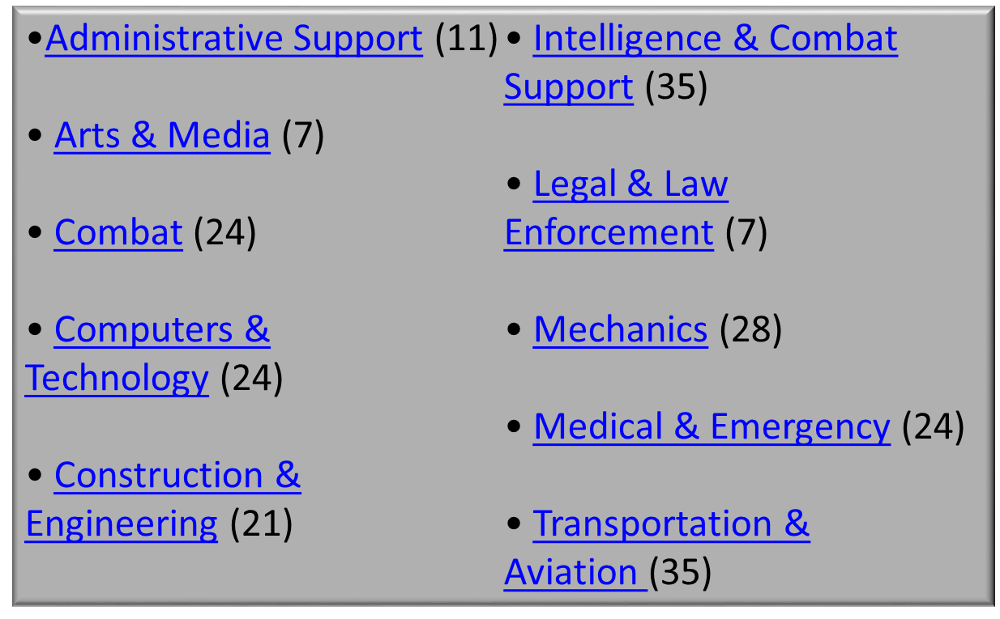 •Administrative Support (11)
• Arts & Media (7)
• Combat (24)
• Computers &
Technology (24)
• Construction &
Engineering (21)
• Intelligence & Combat
Support (35)
• Legal & Law
Enforcement (7)
• Mechanics (28)
• Medical & Emergency (24)
• Transportation &
Aviation (35)